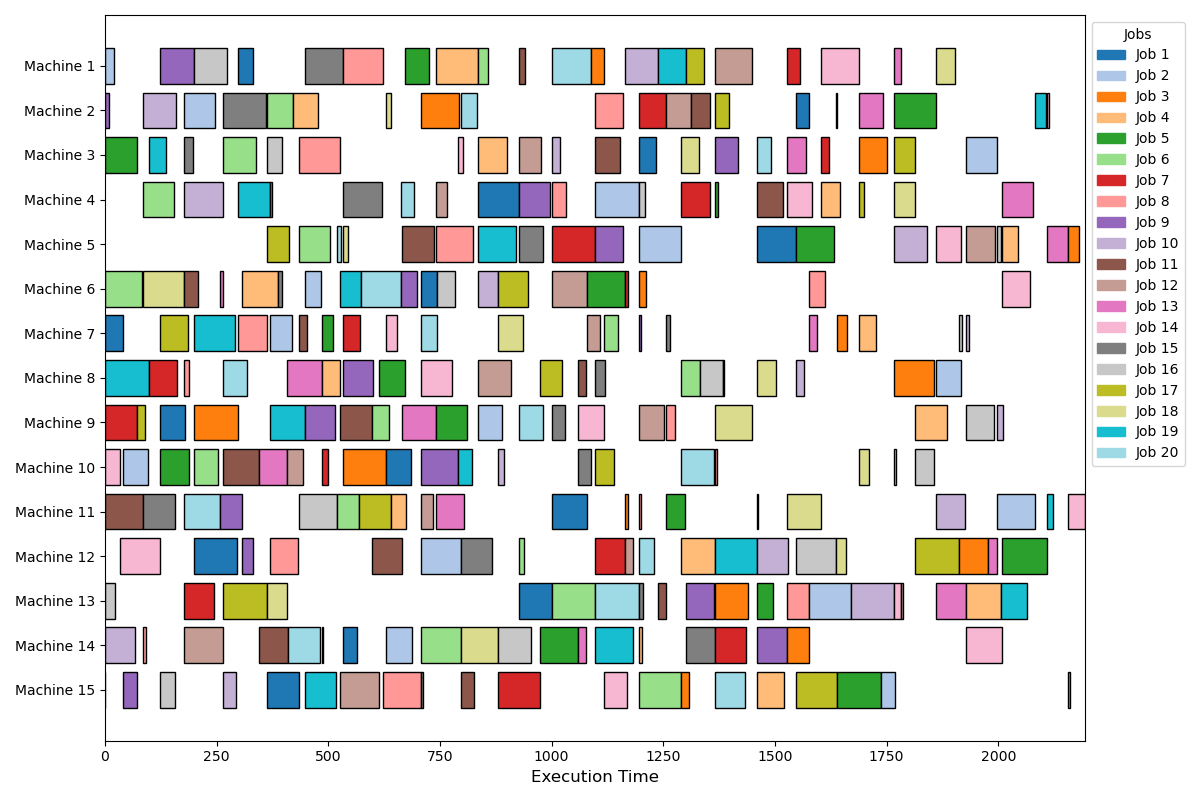 Machine 1
Machine 2
Machine 3
Machine 4
Machine 5
Machine 6
Machine 7
Machine 8
Machine 9
Machine 10
Machine 11
Machine 12
Machine 13
Machine 14
Machine 15
0 250 500 750 1000 1250 1500 1750 2000
Execution Time
Jobs
Job 1
Job 2
Job 3
Job 4
Job 5
Job 6
Job 7
Job 8
Job 9
Job 10
Job 11
Job 12
Job 13
Job 14
Job 15
Job 16
Job 17
Job 18
Job 19
Job 20